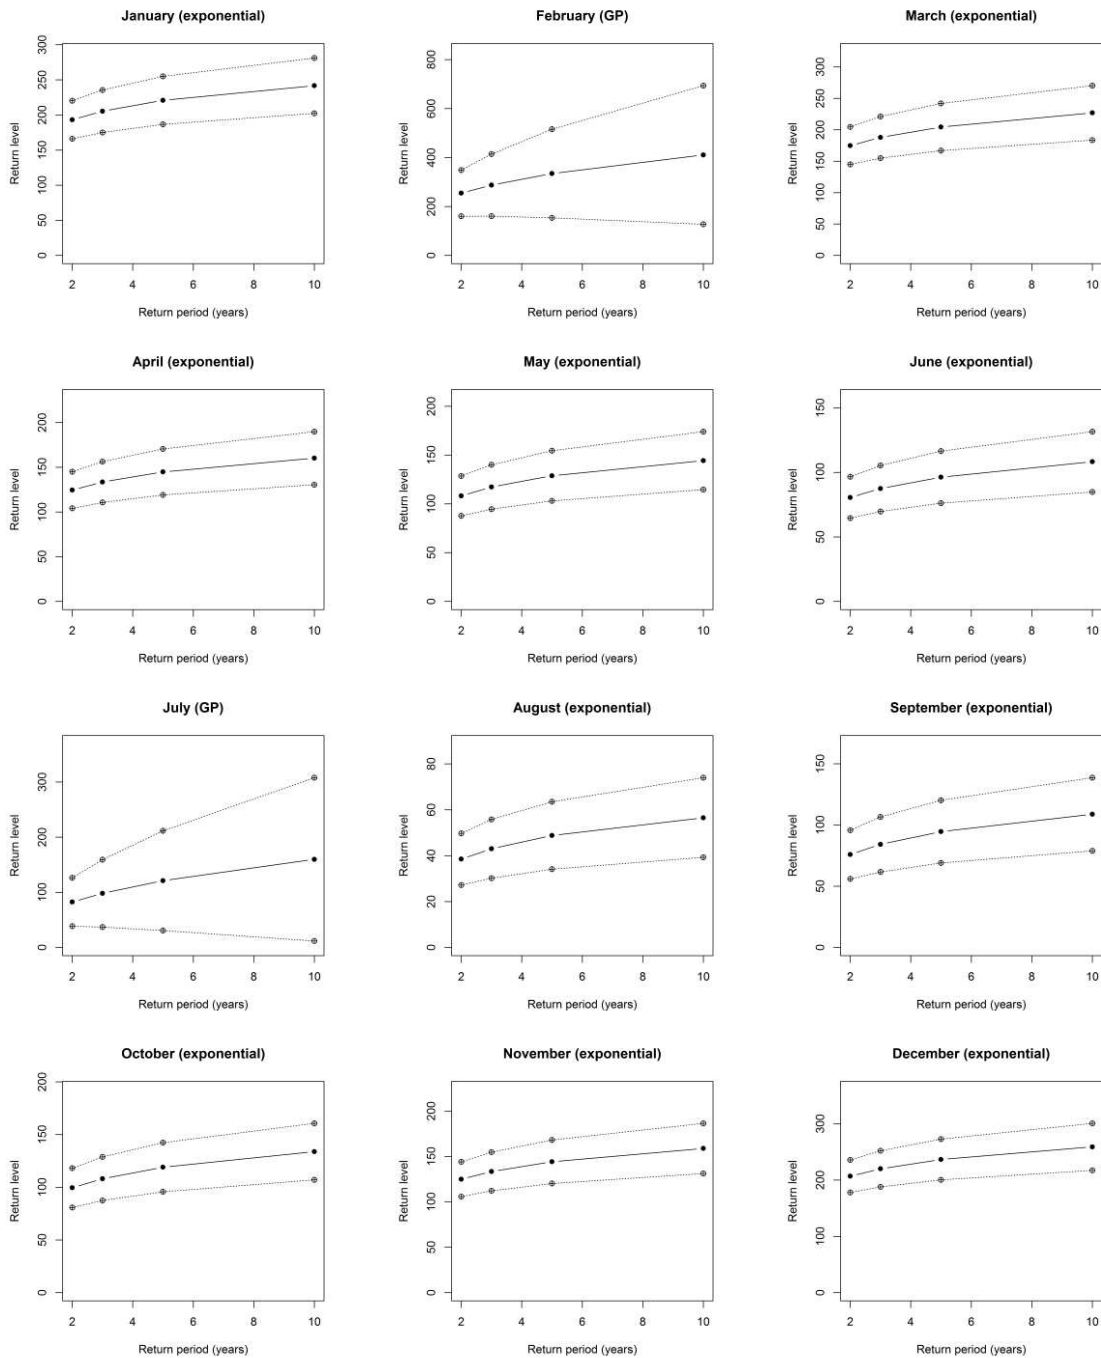 January (exponential)
Return level
0 50 100 150 200 250 300
2 4 6 8 10
Return period (years)
February (GP)
Return level
0 200 400 600 800
2 4 6 8 10
Return period (years)
March (exponential)
Return level
0 50 100 150 200 250 300
2 4 6 8 10
Return period (years)
April (exponential)
Return level
0 50 100 150 200
2 4 6 8 10
Return period (years)
May (exponential)
Return level
0 50 100 150 200
2 4 6 8 10
Return period (years)
June (exponential)
Return level
0 50 100 150
2 4 6 8 10
Return period (years)
July (GP)
Return level
0 100 200 300
2 4 6 8 10
Return period (years)
August (exponential)
Return level
0 20 40 60 80
2 4 6 8 10
Return period (years)
September (exponential)
Return level
0 50 100 150
2 4 6 8 10
Return period (years)
October (exponential)
Return level
0 50 100 150 200
2 4 6 8 10
Return period (years)
November (exponential)
Return level
0 50 100 150 200
2 4 6 8 10
Return period (years)
December (exponential)
Return level
0 100 200 300
2 4 6 8 10
Return period (years)